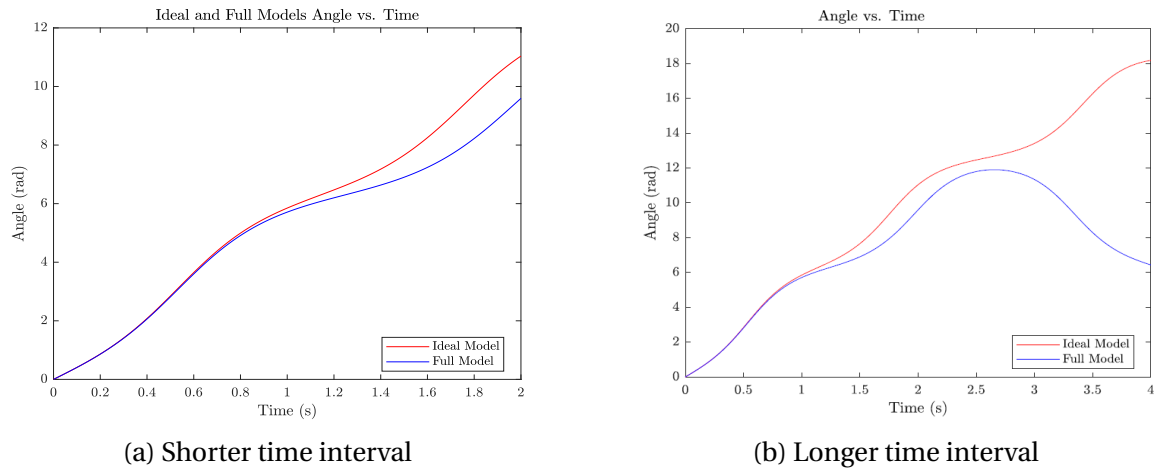 Ideal and Full Models Angle vs. Time
12
10
8
6
4
2
0
Angle (rad)
0 0.2 0.4 0.6 0.8 1 1.2 1.4 1.6 1.8 2
Time (s)
Ideal Model
Full Model
(a) Shorter time interval
Angle vs. Time
20
18
16
14
12
10
8
6
4
2
0
Angle (rad)
0 0.5 1 1.5 2 2.5 3 3.5 4
Time (s)
Ideal Model
Full Model
(b) Longer time interval